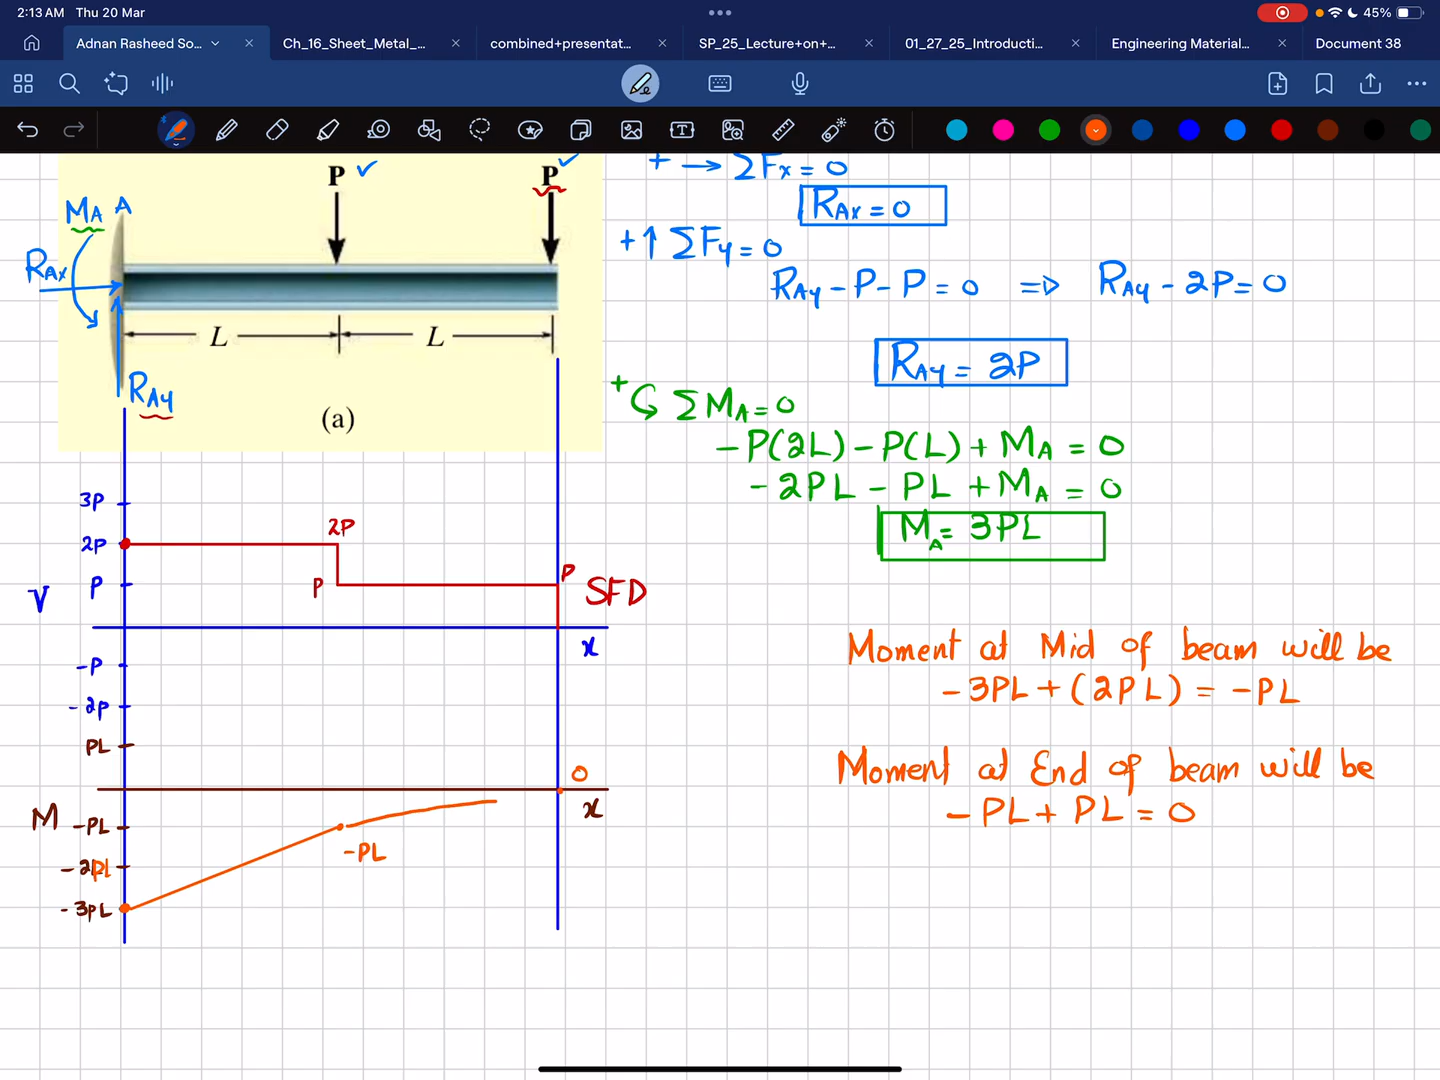 2:13 AM Thu 20 Mar
45%
Adnan Rasheed So...
Ch_16_Sheet_Metal_...
combined+presentat...
SP_25_Lecture+on+...
01_27_25_Introducti...
Engineering Material...
Document 38
P ✓
P ✓
+ → ΣFx = 0
RAx = 0
MA A
RAx
+↑ ΣFy = 0
RAy - P - P = 0 ⇒ RAy - 2P = 0
L
L
RAy = 2P
RAy
(a)
+ ↺ ΣMA = 0
-P(2L) - P(L) + MA = 0
-2PL - PL + MA = 0
MA = 3PL
3P
2P
2P
P
P
P
SFD
V
x
-P
-2P
Moment at Mid of beam will be
-3PL + (2PL) = -PL
PL
0
x
M
-PL
-PL
-2PL
-3PL
Moment at End of beam will be
-PL + PL = 0